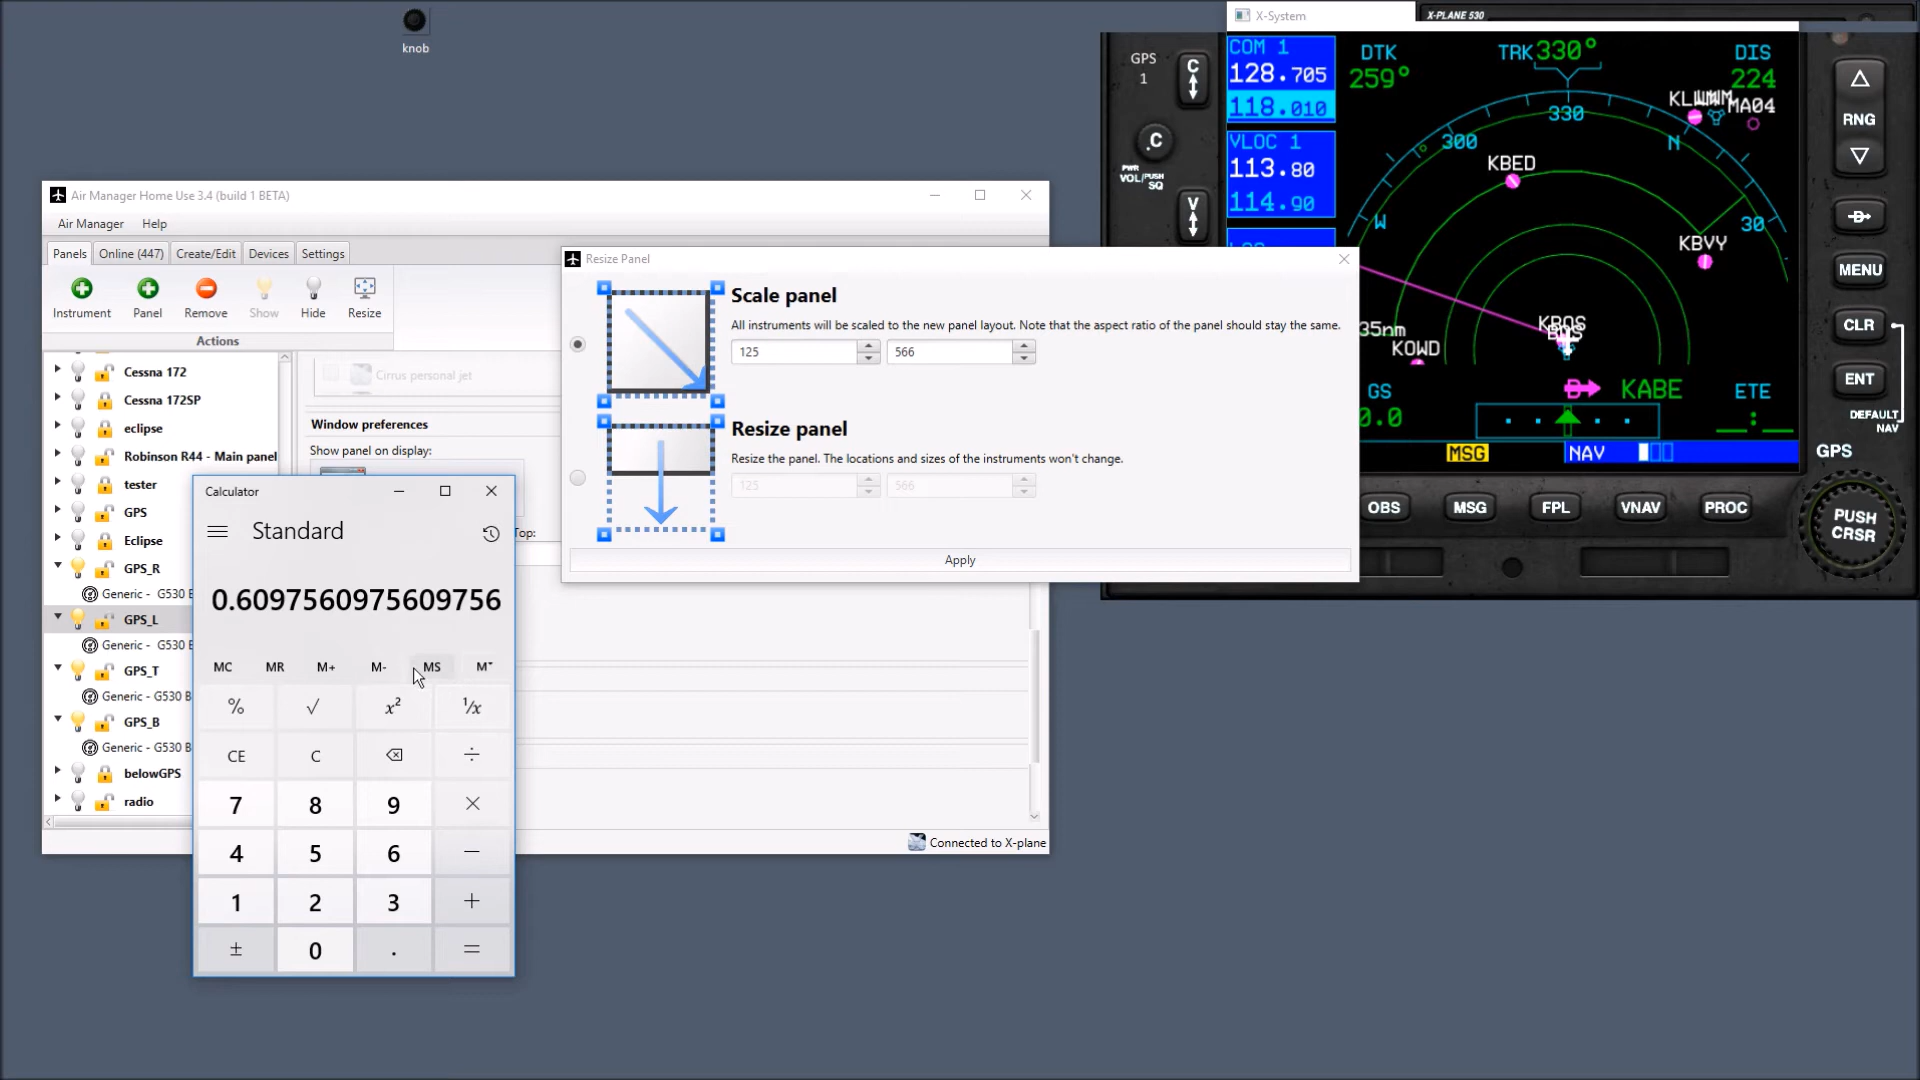 knob
X-System
X-PLANE 530
GPS
1
C
.C
PWR
VOL/PUSH
SQ
V
COM 1
128.705
118.010
VLOC 1
113.80
114.90
DTK
259°
TRK 330°
DIS
224
330
300
N
W
30
MA04
KBED
KBVY
35nm
KOWD
KBOS
GS
0.0
KABE
ETE
MSG
NAV
RNG
MENU
CLR
ENT
DEFAULT
NAV
GPS
PUSH
CRSR
OBS
MSG
FPL
VNAV
PROC
Air Manager Home Use 3.4 (build 1 BETA)
Air Manager
Help
Panels
Online (447)
Create/Edit
Devices
Settings
Instrument
Panel
Remove
Show
Hide
Resize
Actions
Cessna 172
Cessna 172SP
eclipse
Robinson R44 - Main panel
tester
GPS
Eclipse
GPS_R
Generic - G530 B
GPS_L
Generic - G530 B
GPS_T
Generic - G530 B
GPS_B
Generic - G530 B
belowGPS
radio
Cirrus personal jet
Window preferences
Show panel on display:
Top:
Connected to X-plane
Resize Panel
Scale panel
All instruments will be scaled to the new panel layout. Note that the aspect ratio of the panel should stay the same.
125
566
Resize panel
Resize the panel. The locations and sizes of the instruments won't change.
125
566
Apply
Calculator
Standard
0.6097560975609756
MC MR M+ M- MS M˅
% √ x² ¹/x
CE C ÷
7 8 9 ×
4 5 6 −
1 2 3 +
± 0 . =